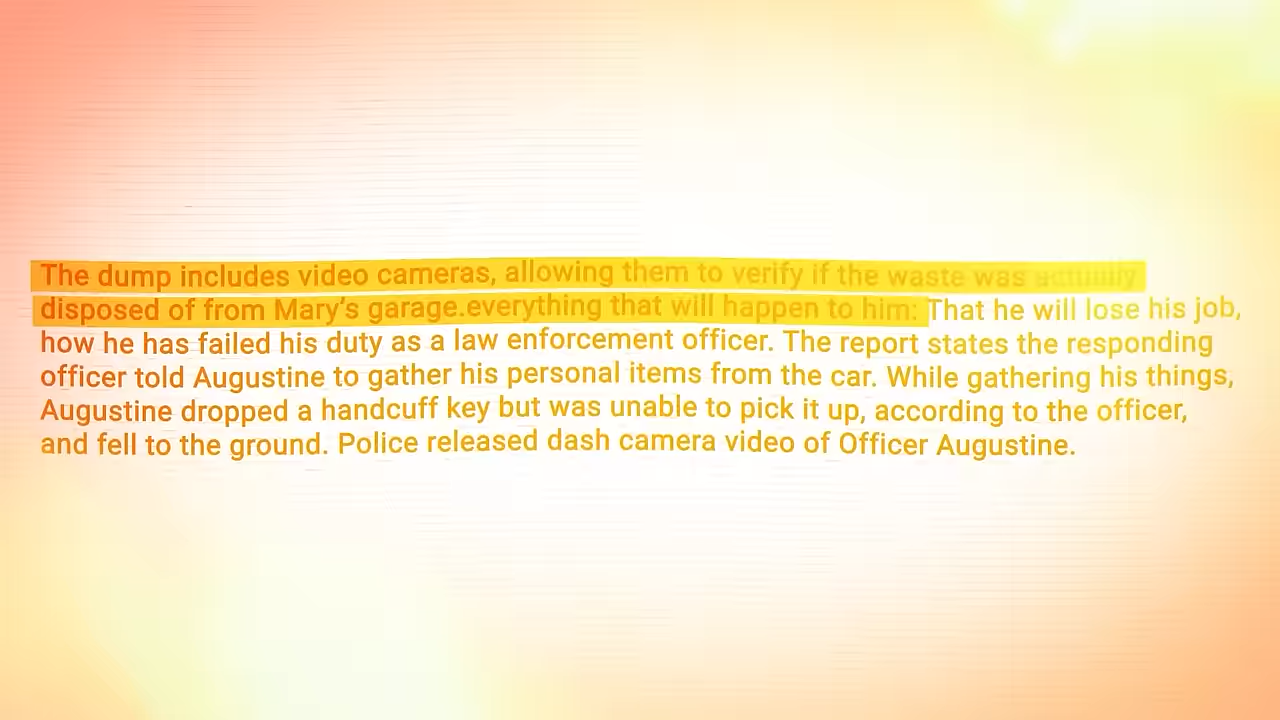 The dump includes video cameras, allowing them to verify if the waste was actually
disposed of from Mary's garage.everything that will happen to him: That he will lose his job,
how he has failed his duty as a law enforcement officer. The report states the responding
officer told Augustine to gather his personal items from the car. While gathering his things,
Augustine dropped a handcuff key but was unable to pick it up, according to the officer,
and fell to the ground. Police released dash camera video of Officer Augustine.